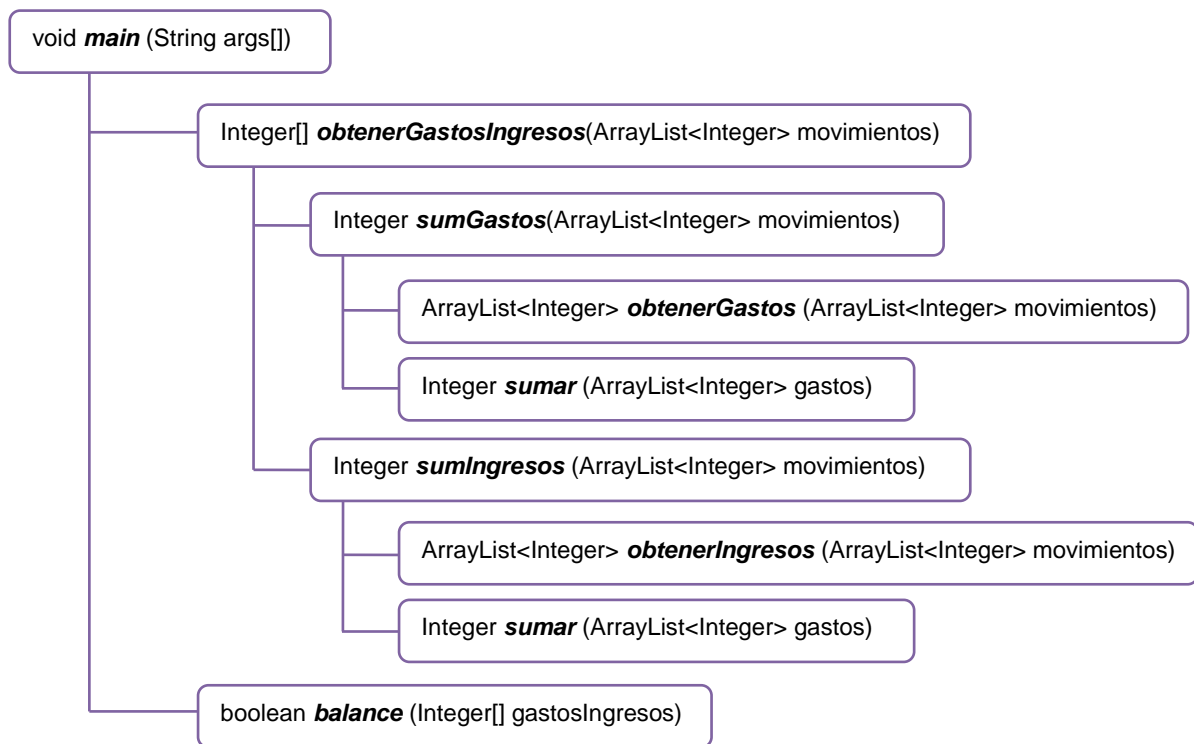 void main (String args[])
Integer[] obtenerGastosIngresos(ArrayList<Integer> movimientos)
Integer sumGastos(ArrayList<Integer> movimientos)
ArrayList<Integer> obtenerGastos (ArrayList<Integer> movimientos)
Integer sumar (ArrayList<Integer> gastos)
Integer sumIngresos (ArrayList<Integer> movimientos)
ArrayList<Integer> obtenerIngresos (ArrayList<Integer> movimientos)
Integer sumar (ArrayList<Integer> gastos)
boolean balance (Integer[] gastosIngresos)